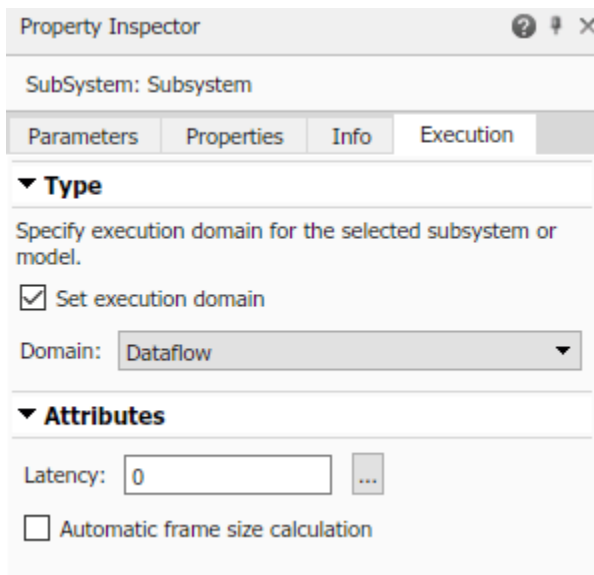 Property Inspector
SubSystem: Subsystem
Parameters Properties Info Execution
Type
Specify execution domain for the selected subsystem or
model.
Set execution domain
Domain: Dataflow
Attributes
Latency: 0 ...
Automatic frame size calculation